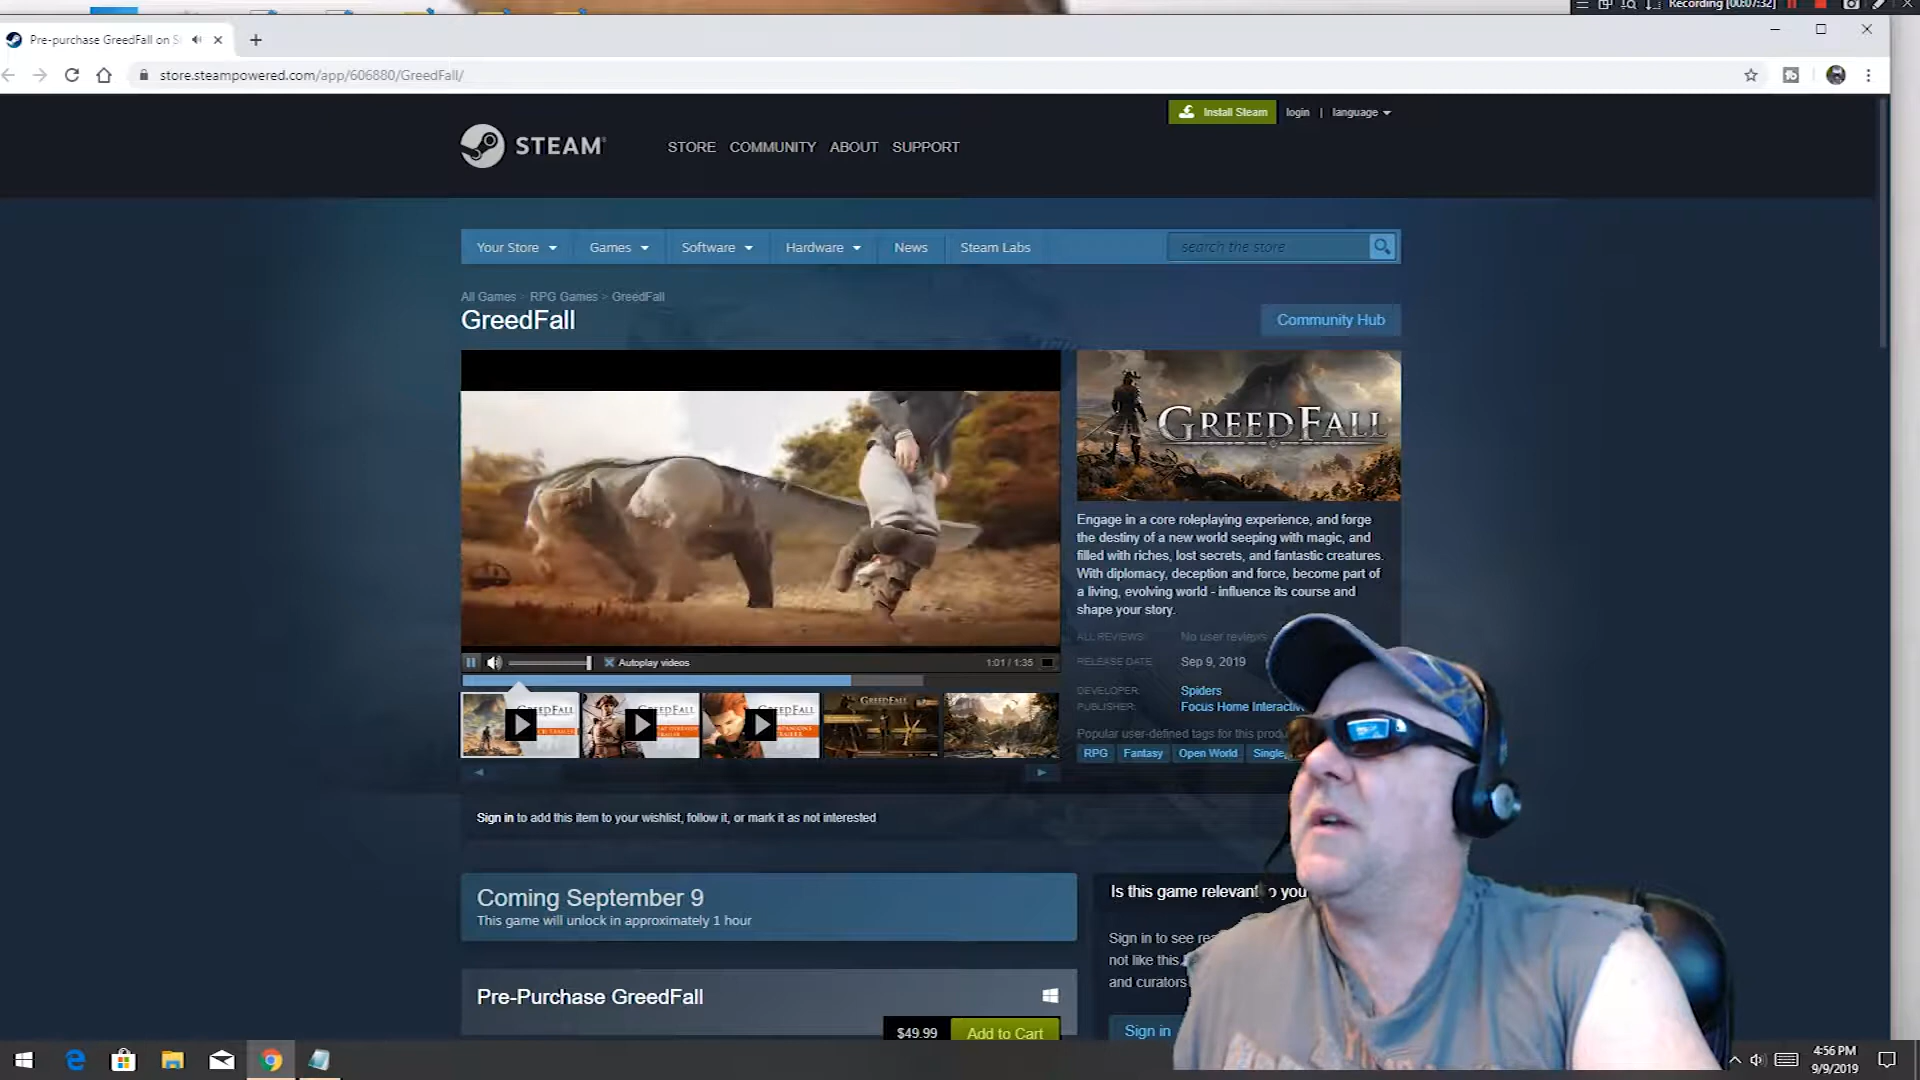 Recording [00:07:32]
Pre-purchase GreedFall on S
store.steampowered.com/app/606880/GreedFall/
Install Steam login | language
STEAM
STORE COMMUNITY ABOUT SUPPORT
Your Store Games Software Hardware News Steam Labs
search the store
All Games > RPG Games > GreedFall
GreedFall
Community Hub
GREEDFALL
Engage in a core roleplaying experience, and forge
the destiny of a new world seeping with magic, and
filled with riches, lost secrets, and fantastic creatures.
With diplomacy, deception and force, become part of
a living, evolving world - influence its course and
shape your story.
ALL REVIEWS: No user reviews
RELEASE DATE: Sep 9, 2019
DEVELOPER: Spiders
PUBLISHER: Focus Home Interactiv
Popular user-defined tags for this produ
RPG Fantasy Open World Single
Autoplay videos
1:01 / 1:35
GREEDFALL
GREEDFALL
GREEDFALL
GREEDFALL
Sign in to add this item to your wishlist, follow it, or mark it as not interested
Coming September 9
This game will unlock in approximately 1 hour
Is this game relevant o you
Sign in to see rea
not like this
and curators
Sign in
Pre-Purchase GreedFall
$49.99 Add to Cart
4:56 PM
9/9/2019